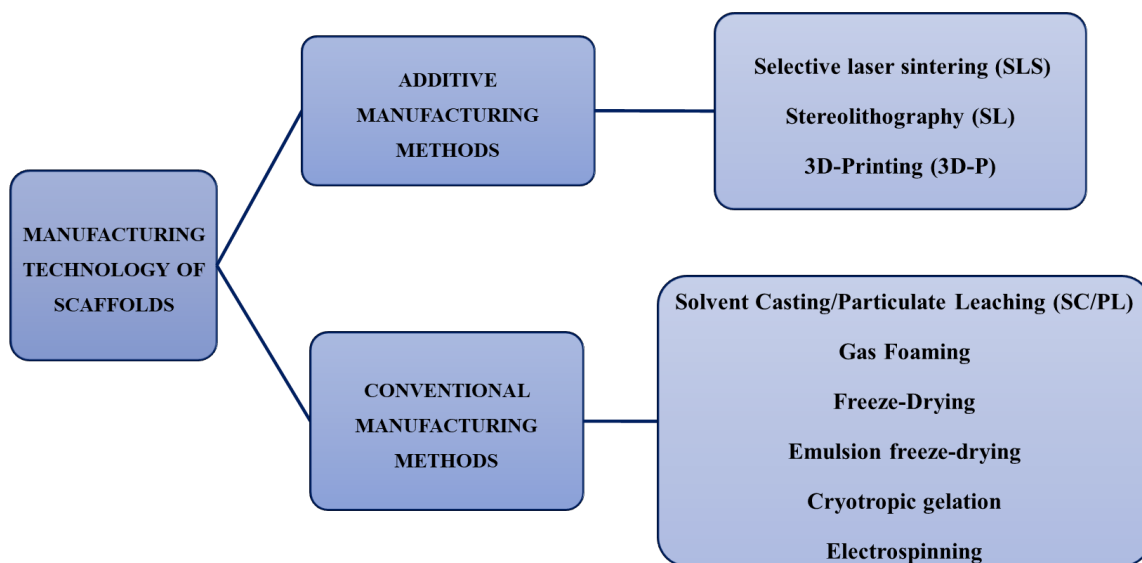 MANUFACTURING
TECHNOLOGY OF
SCAFFOLDS
ADDITIVE
MANUFACTURING
METHODS
Selective laser sintering (SLS)
Stereolithography (SL)
3D-Printing (3D-P)
CONVENTIONAL
MANUFACTURING
METHODS
Solvent Casting/Particulate Leaching (SC/PL)
Gas Foaming
Freeze-Drying
Emulsion freeze-drying
Cryotropic gelation
Electrospinning